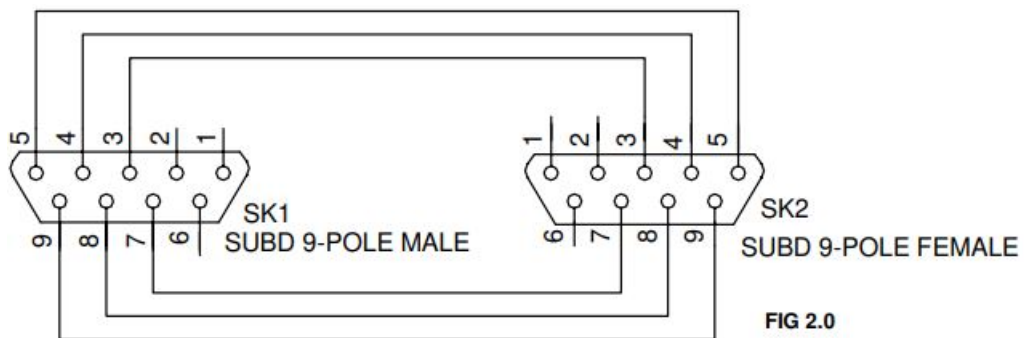 5 4 3 2 1
1 2 3 4 5
SK1
SUBD 9-POLE MALE
9 8 7 6
6 7 8 9
SK2
SUBD 9-POLE FEMALE
FIG 2.0